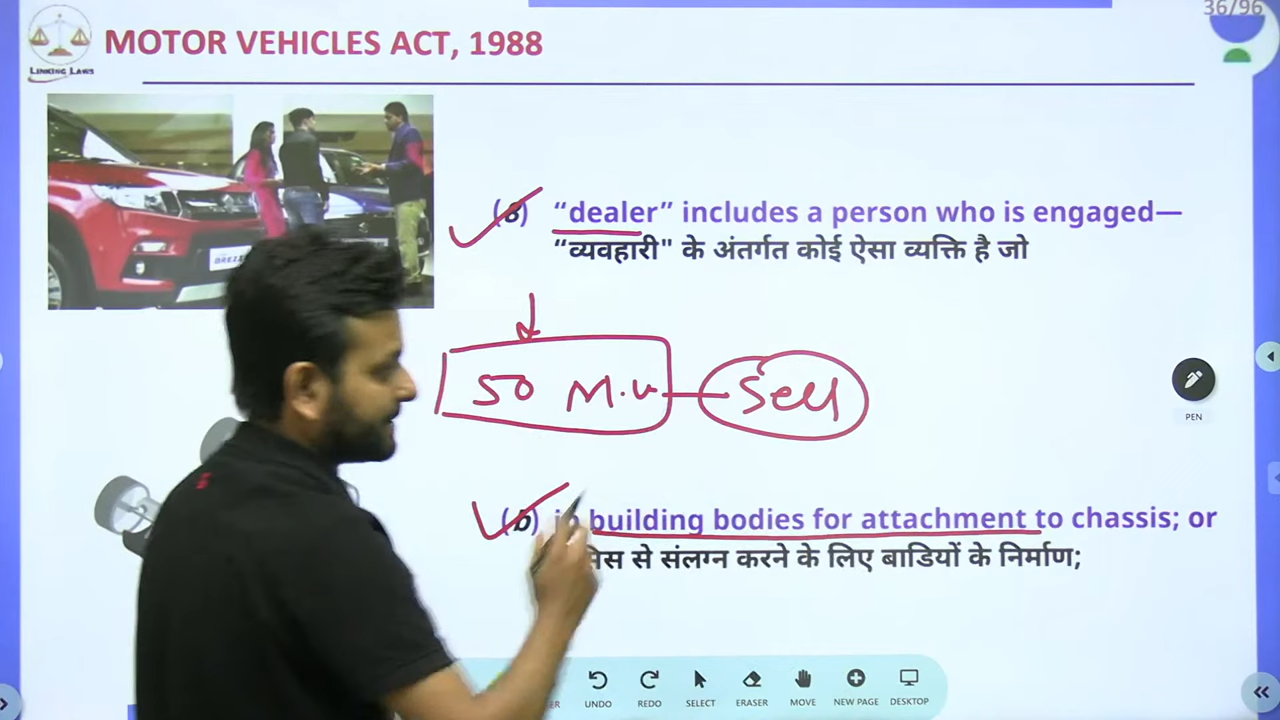 36/96
LINKING LAWS
MOTOR VEHICLES ACT, 1988
(8) “dealer” includes a person who is engaged—
“व्यवहारी" के अंतर्गत कोई ऐसा व्यक्ति है जो
50 M.V
Sell
PEN
(b) in building bodies for attachment to chassis; or
से संलग्न करने के लिए बाडियों के निर्माण;
UNDO
REDO
SELECT
ERASER
MOVE
NEW PAGE
DESKTOP